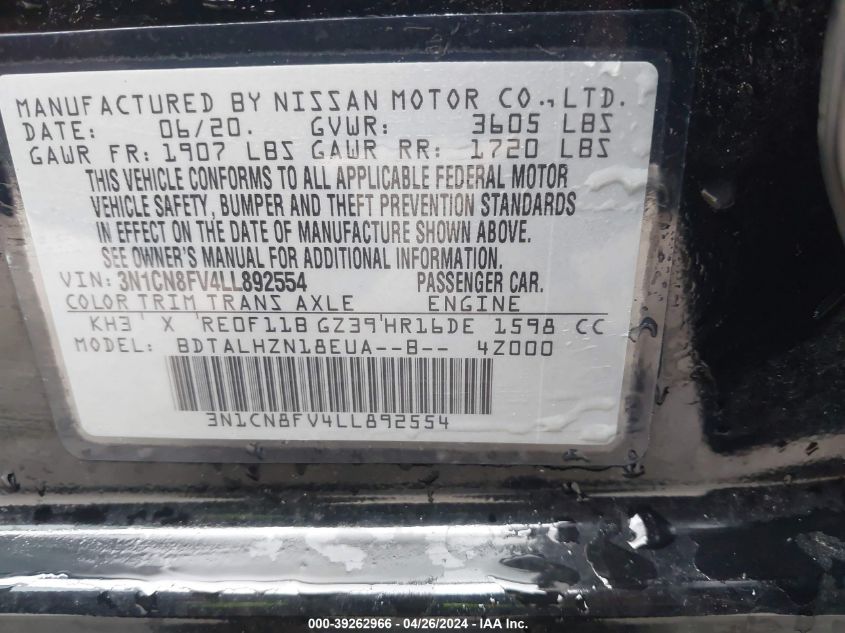 MANUFACTURED BY NISSAN MOTOR CO., LTD.
DATE: 06/20. GVWR: 3605 LBS
GAWR FR: 1907 LBS GAWR RR: 1720 LBS
THIS VEHICLE CONFORMS TO ALL APPLICABLE FEDERAL MOTOR
VEHICLE SAFETY, BUMPER AND THEFT PREVENTION STANDARDS
IN EFFECT ON THE DATE OF MANUFACTURE SHOWN ABOVE.
SEE OWNER'S MANUAL FOR ADDITIONAL INFORMATION.
VIN: 3N1CN8FV4LL892554 PASSENGER CAR.
COLOR TRIM TRANS AXLE ENGINE
KH3' X 'RE0F11B GZ39'HR16DE 1598 CC
MODEL: BDTALHZN18EUA--B-- 4Z000
3N1CN8FV4LL892554
000-39262966 - 04/26/2024 - IAA Inc.